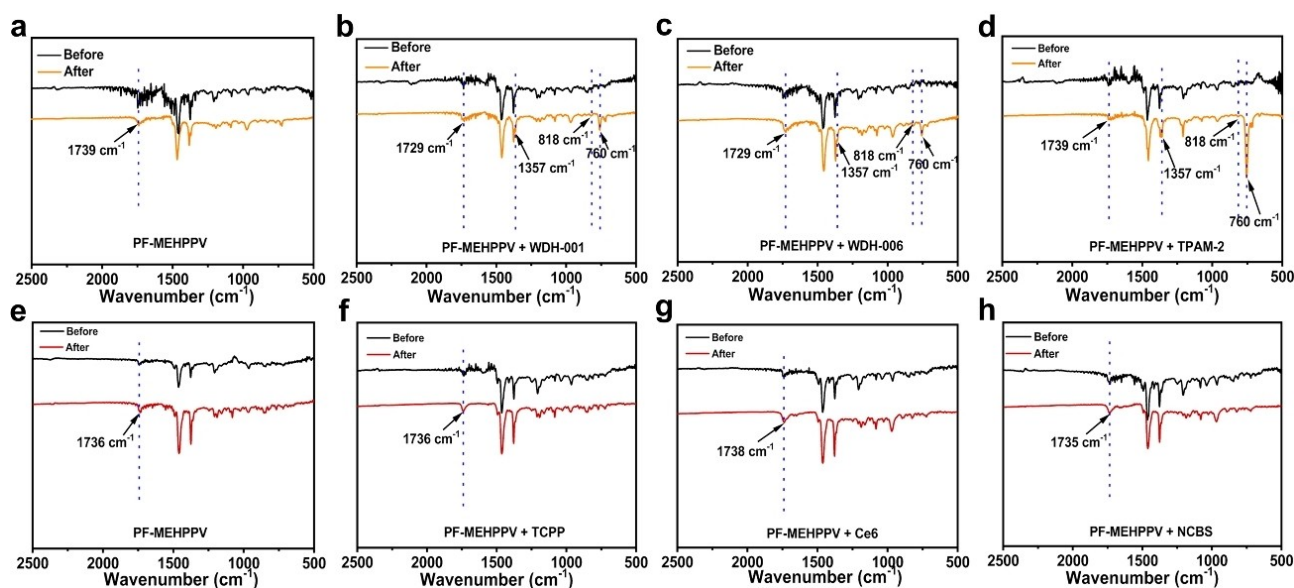 a
Before
After
1739 cm⁻¹
PF-MEHPPV
2500 2000 1500 1000 500
Wavenumber (cm⁻¹)
b
Before
After
1729 cm⁻¹
818 cm⁻¹
760 cm⁻¹
1357 cm⁻¹
PF-MEHPPV + WDH-001
2500 2000 1500 1000 500
Wavenumber (cm⁻¹)
c
Before
After
1729 cm⁻¹
818 cm⁻¹
760 cm⁻¹
1357 cm⁻¹
PF-MEHPPV + WDH-006
2500 2000 1500 1000 500
Wavenumber (cm⁻¹)
d
Before
After
1739 cm⁻¹
818 cm⁻¹
1357 cm⁻¹
760 cm⁻¹
PF-MEHPPV + TPAM-2
2500 2000 1500 1000 500
Wavenumber (cm⁻¹)
e
Before
After
1736 cm⁻¹
PF-MEHPPV
2500 2000 1500 1000 500
Wavenumber (cm⁻¹)
f
Before
After
1736 cm⁻¹
PF-MEHPPV + TCPP
2500 2000 1500 1000 500
Wavenumber (cm⁻¹)
g
Before
After
1738 cm⁻¹
PF-MEHPPV + Ce6
2500 2000 1500 1000 500
Wavenumber (cm⁻¹)
h
Before
After
1735 cm⁻¹
PF-MEHPPV + NCBS
2500 2000 1500 1000 500
Wavenumber (cm⁻¹)